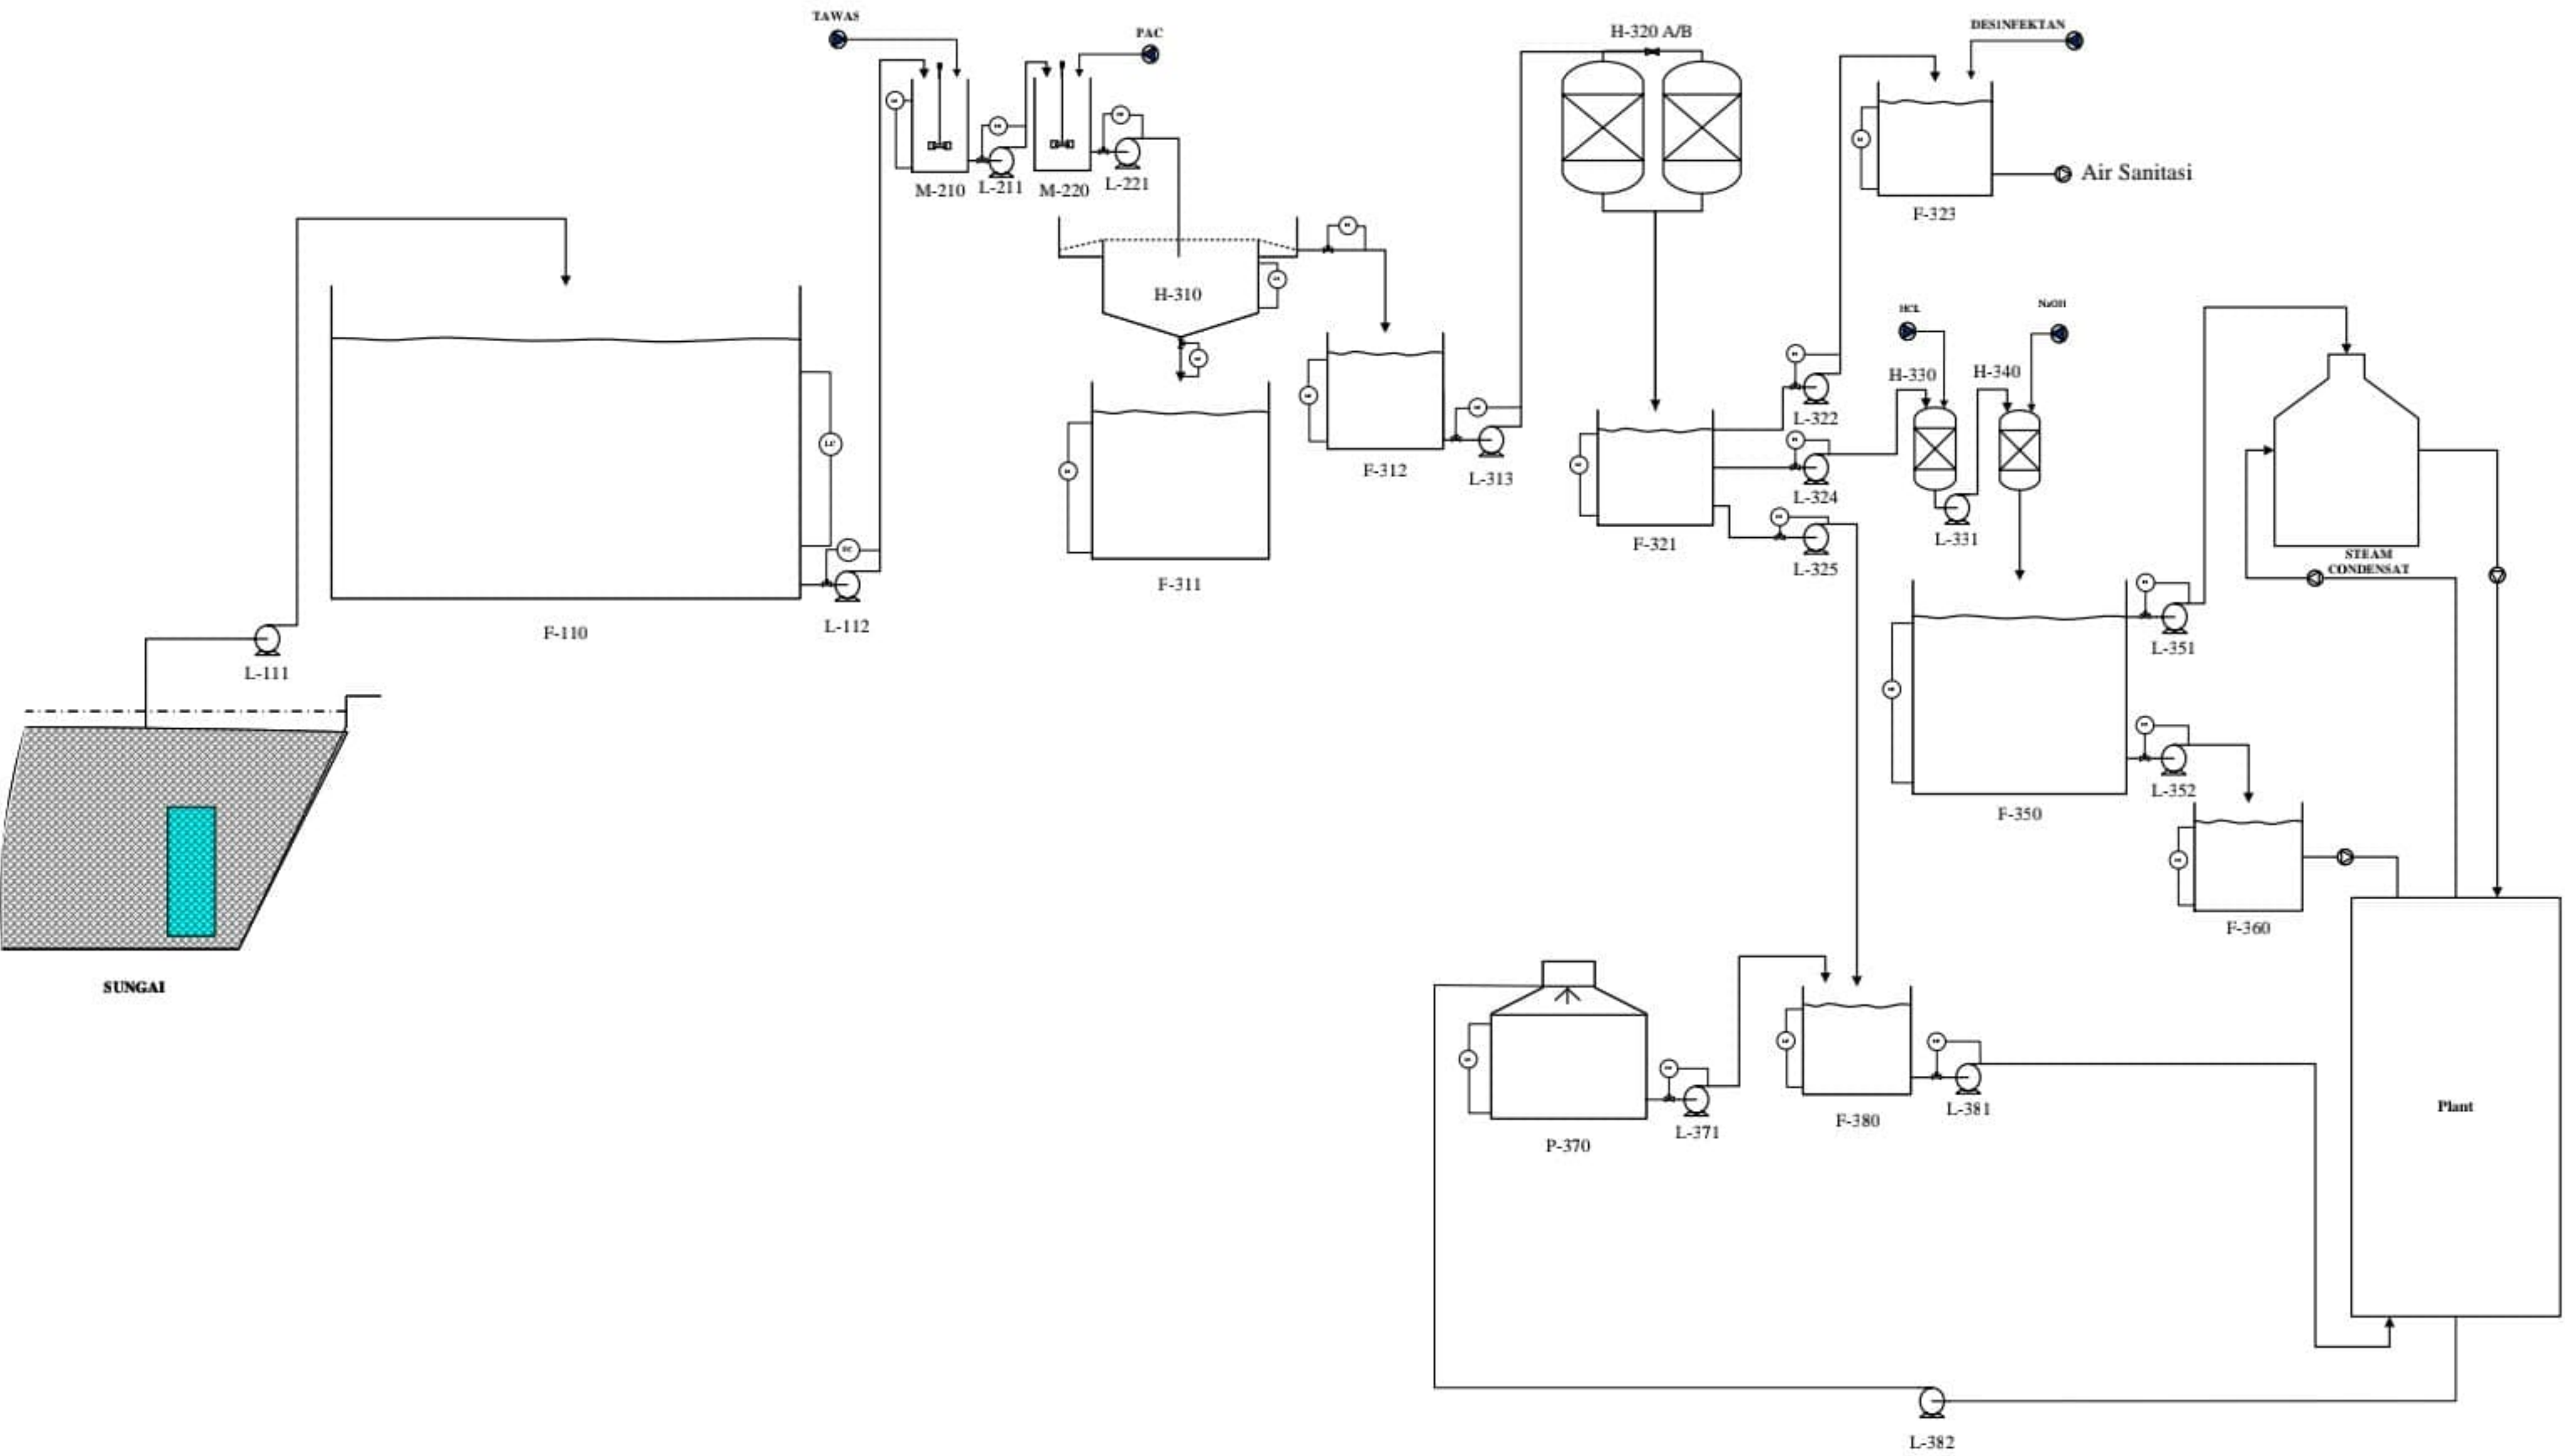 TAWAS
PAC
H-320 A/B
DESINFEKTAN
M-210
L-211
M-220
L-221
Air Sanitasi
F-323
H-310
HCL
NaOH
H-330
H-340
L-322
LC
F-312
L-313
L-324
L-331
F-321
L-325
STEAM
CONDENSAT
FC
F-311
L-112
F-110
L-111
L-351
L-352
F-350
F-360
SUNGAI
Plant
L-371
F-380
L-381
P-370
L-382